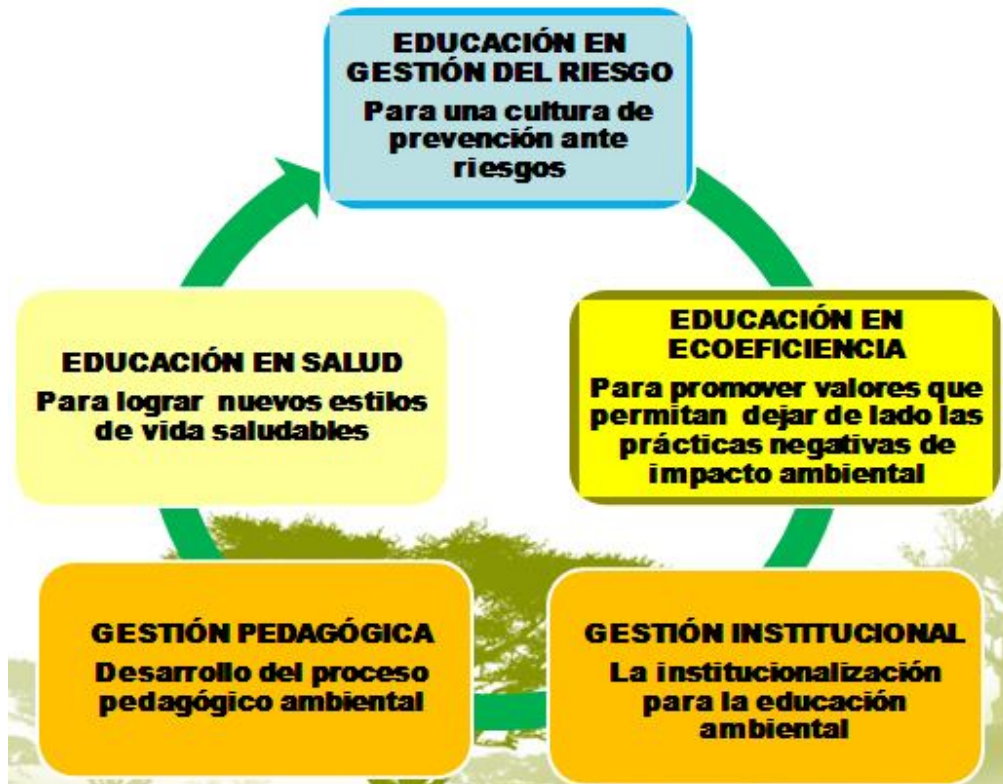 EDUCACIÓN EN
GESTIÓN DEL RIESGO
Para una cultura de
prevención ante
riesgos
EDUCACIÓN EN
ECOEFICIENCIA
Para promover valores que
permitan dejar de lado las
prácticas negativas de
impacto ambiental
GESTIÓN INSTITUCIONAL
La institucionalización
para la educación
ambiental
GESTIÓN PEDAGÓGICA
Desarrollo del proceso
pedagógico ambiental
EDUCACIÓN EN SALUD
Para lograr nuevos estilos
de vida saludables